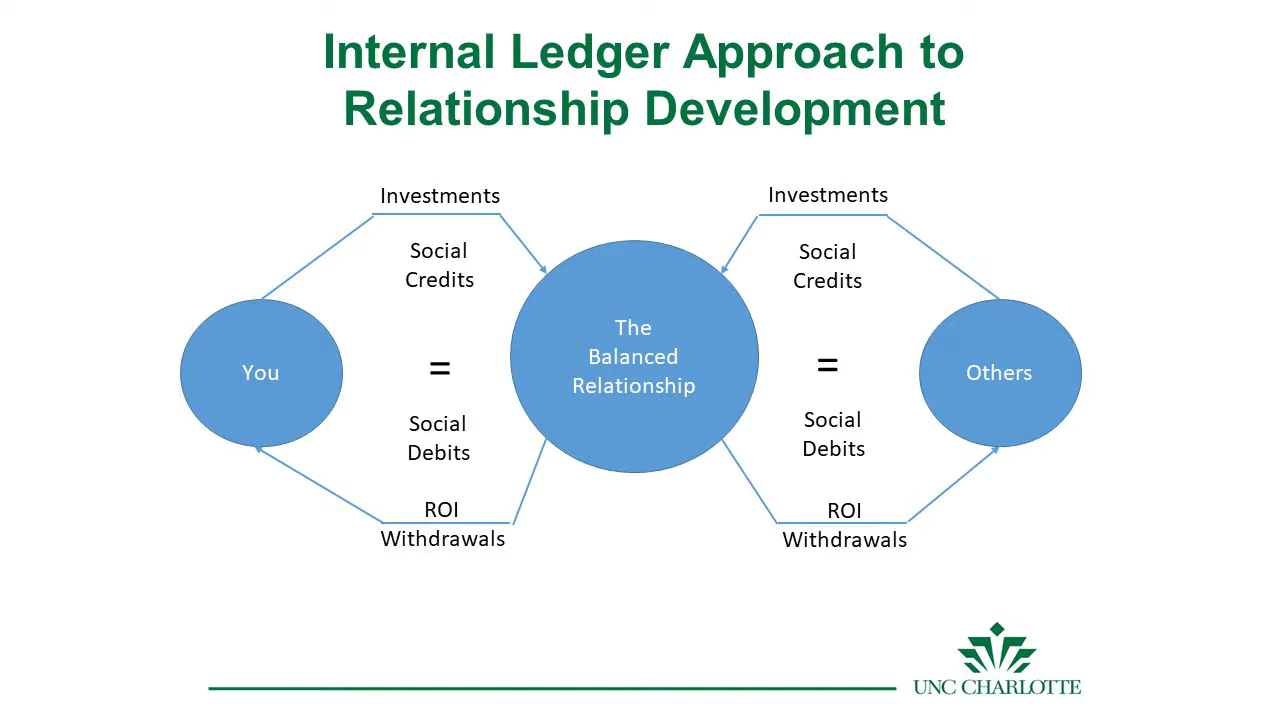 Internal Ledger Approach to
Relationship Development
Investments
Investments
Social
Credits
Social
Credits
The
Balanced
Relationship
You
=
=
Others
Social
Debits
Social
Debits
ROI
Withdrawals
ROI
Withdrawals
UNC CHARLOTTE